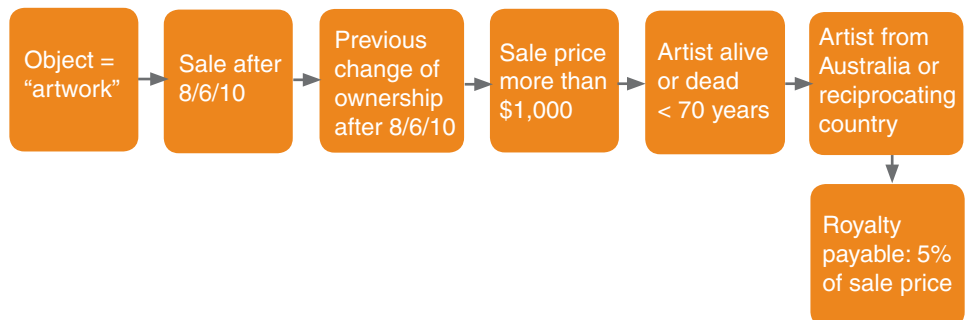 Object =
“artwork”
Sale after
8/6/10
Previous
change of
ownership
after 8/6/10
Sale price
more than
$1,000
Artist alive
or dead
< 70 years
Artist from
Australia or
reciprocating
country
Royalty
payable: 5%
of sale price